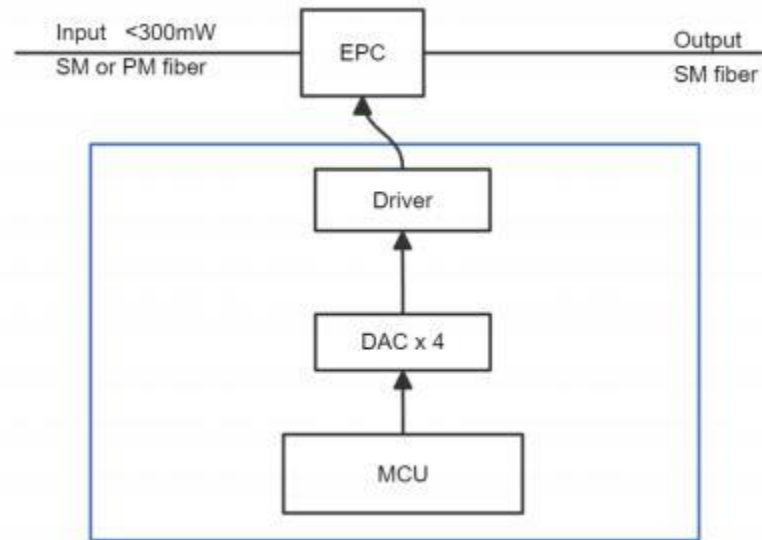 Input <300mW
SM or PM fiber
EPC
Output
SM fiber
Driver
DAC x 4
MCU